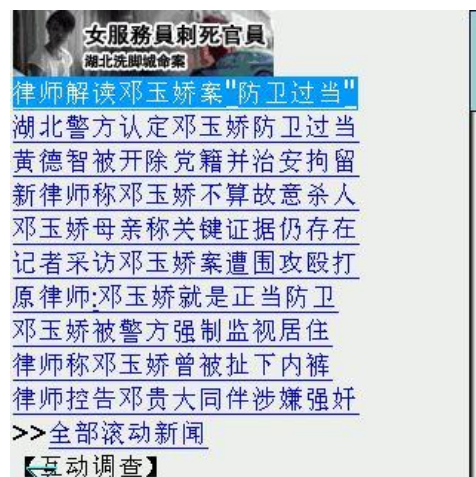 女服務員刺死官員
湖北洗脚城命案
律师解读邓玉娇案"防卫过当"
湖北警方认定邓玉娇防卫过当
黄德智被开除党籍并治安拘留
新律师称邓玉娇不算故意杀人
邓玉娇母亲称关键证据仍存在
记者采访邓玉娇案遭围攻殴打
原律师:邓玉娇就是正当防卫
邓玉娇被警方强制监视居住
律师称邓玉娇曾被扯下内裤
律师控告邓贵大同伴涉嫌强奸
>>全部滚动新闻
【互动调查】